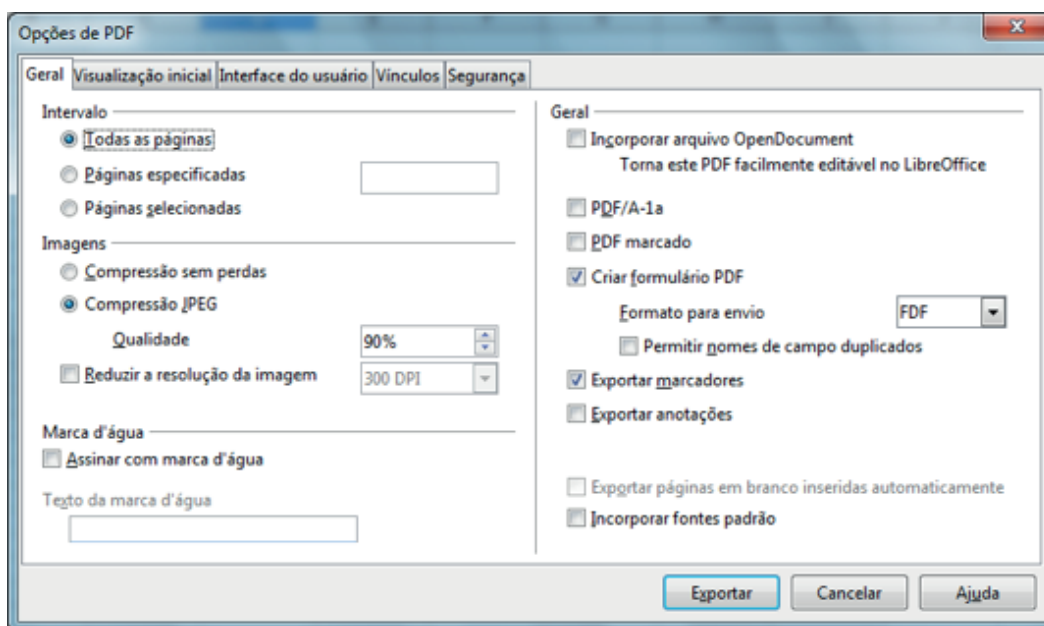 Opções de PDF
Geral Visualização inicial Interface do usuário Vínculos Segurança
Intervalo
Todas as páginas
Páginas especificadas
Páginas selecionadas
Imagens
Compressão sem perdas
Compressão JPEG
Qualidade 90%
Reduzir a resolução da imagem 300 DPI
Marca d'água
Assinar com marca d'água
Texto da marca d'água
Geral
Incorporar arquivo OpenDocument
Torna este PDF facilmente editável no LibreOffice
PDF/A-1a
PDF marcado
Criar formulário PDF
Formato para envio FDF
Permitir nomes de campo duplicados
Exportar marcadores
Exportar anotações
Exportar páginas em branco inseridas automaticamente
Incorporar fontes padrão
Exportar Cancelar Ajuda